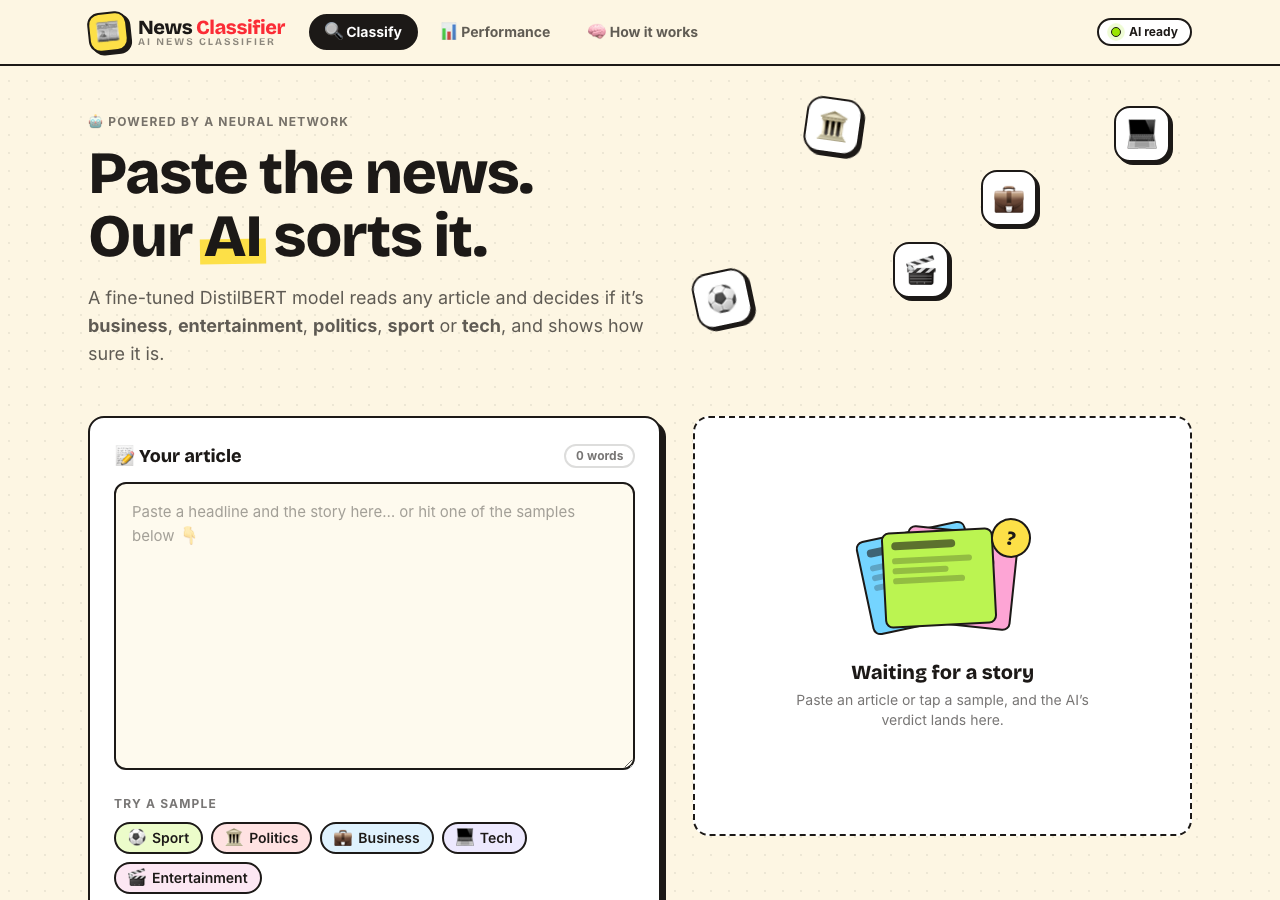 News Classifier
AI NEWS CLASSIFIER
🔍 Classify
📊 Performance
🧠 How it works
AI ready
🤖 POWERED BY A NEURAL NETWORK
Paste the news.
Our AI sorts it.
A fine-tuned DistilBERT model reads any article and decides if it’s
business, entertainment, politics, sport or tech, and shows how
sure it is.
📝 Your article
0 words
Paste a headline and the story here... or hit one of the samples
below 👇
TRY A SAMPLE
⚽ Sport
🏛️ Politics
💼 Business
💻 Tech
🎬 Entertainment
?
Waiting for a story
Paste an article or tap a sample, and the AI’s
verdict lands here.